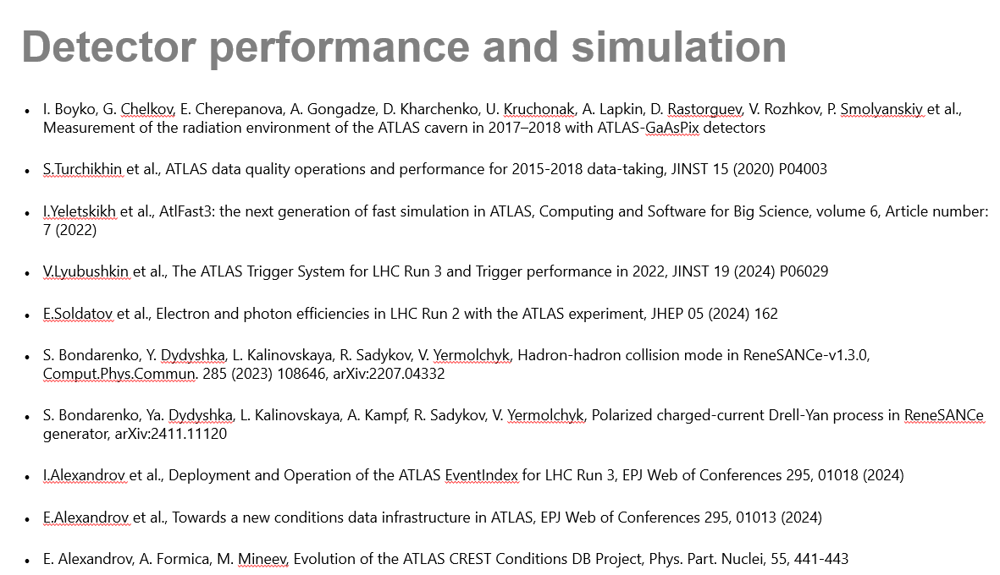 Detector performance and simulation
• I. Boyko, G. Chelkov, E. Cherepanova, A. Gongadze, D. Kharchenko, U. Kruchonak, A. Lapkin, D. Rastorguev, V. Rozhkov, P. Smolyanskiy et al.,
Measurement of the radiation environment of the ATLAS cavern in 2017–2018 with ATLAS-GaAsPix detectors
• S.Turchikhin et al., ATLAS data quality operations and performance for 2015-2018 data-taking, JINST 15 (2020) P04003
• I.Yeletskikh et al., AtlFast3: the next generation of fast simulation in ATLAS, Computing and Software for Big Science, volume 6, Article number:
7 (2022)
• V.Lyubushkin et al., The ATLAS Trigger System for LHC Run 3 and Trigger performance in 2022, JINST 19 (2024) P06029
• E.Soldatov et al., Electron and photon efficiencies in LHC Run 2 with the ATLAS experiment, JHEP 05 (2024) 162
• S. Bondarenko, Y. Dydyshka, L. Kalinovskaya, R. Sadykov, V. Yermolchyk, Hadron-hadron collision mode in ReneSANCe-v1.3.0,
Comput.Phys.Commun. 285 (2023) 108646, arXiv:2207.04332
• S. Bondarenko, Ya. Dydyshka, L. Kalinovskaya, A. Kampf, R. Sadykov, V. Yermolchyk, Polarized charged-current Drell-Yan process in ReneSANCe
generator, arXiv:2411.11120
• I.Alexandrov et al., Deployment and Operation of the ATLAS EventIndex for LHC Run 3, EPJ Web of Conferences 295, 01018 (2024)
• E.Alexandrov et al., Towards a new conditions data infrastructure in ATLAS, EPJ Web of Conferences 295, 01013 (2024)
• E. Alexandrov, A. Formica, M. Mineev, Evolution of the ATLAS CREST Conditions DB Project, Phys. Part. Nuclei, 55, 441-443